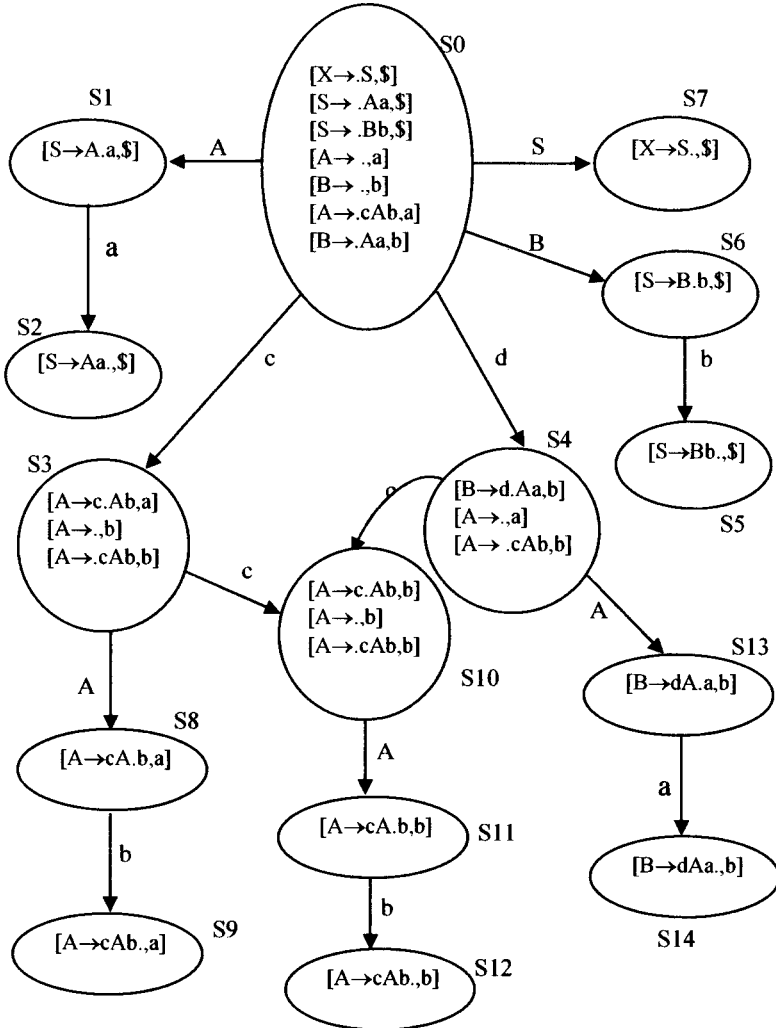 S0
[X→.S,$]
[S→ .Aa,$]
[S→ .Bb,$]
[A→ .,a]
[B→ .,b]
[A→.cAb,a]
[B→.Aa,b]
S1
[S→A.a,$]
A
S
S7
[X→S.,$]
a
B
S6
[S→B.b,$]
S2
[S→Aa.,$]
c
d
b
S3
[A→c.Ab,a]
[A→.,b]
[A→.cAb,b]
S4
[B→d.Aa,b]
[A→.,a]
[A→ .cAb,b]
[S→Bb.,$]
S5
c
[A→c.Ab,b]
[A→.,b]
[A→.cAb,b]
S10
A
S13
[B→dA.a,b]
A
S8
[A→cA.b,a]
A
a
b
[A→cA.b,b]
S11
[B→dAa.,b]
S14
[A→cAb.,a]
S9
b
[A→cAb.,b]
S12